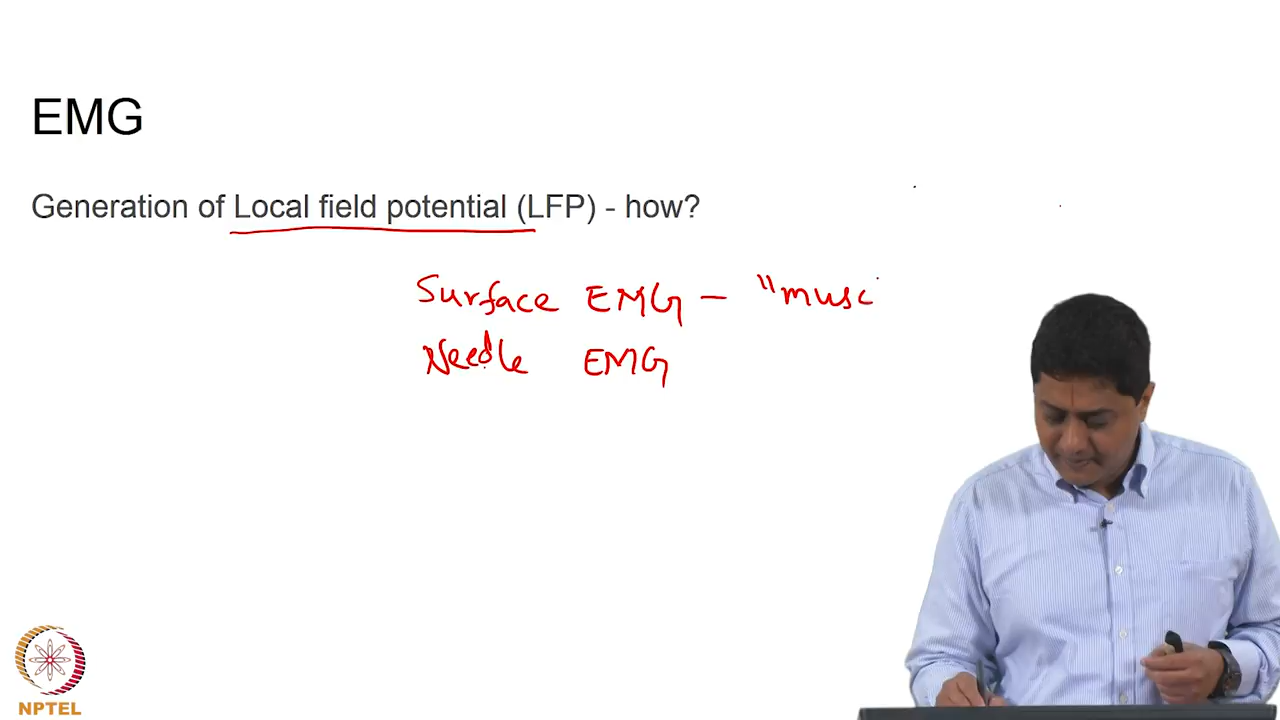 EMG
Generation of Local field potential (LFP) - how?
Surface EMG - "musc
Needle EMG
NPTEL